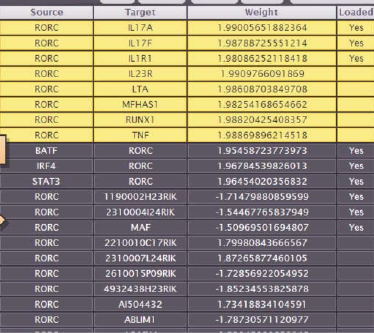 Source Target Weight Loaded
RORC IL17A 1.99005651882364 Yes
RORC IL17F 1.98788725551214 Yes
RORC IL1R1 1.98086252118418 Yes
RORC IL23R 1.9909766091869
RORC LTA 1.98608703849708
RORC MFHAS1 1.98254168654662
RORC RUNX1 1.98820425408357
RORC TNF 1.98869896214518
BATF RORC 1.95458723773973 Yes
IRF4 RORC 1.96784539826013 Yes
STAT3 RORC 1.96454020356832 Yes
RORC 1190002H23RIK -1.71479880859599 Yes
RORC 2310004I24RIK -1.54467765837949 Yes
RORC MAF -1.50969501694807 Yes
RORC 2210010C17RIK 1.79980843666567
RORC 2310007L24RIK 1.87265877460105
RORC 2610015P09RIK -1.72856922054952
RORC 4932438H23RIK -1.85234553825878
RORC AI504432 1.73418834104591
RORC ABLIM1 -1.78730571120977